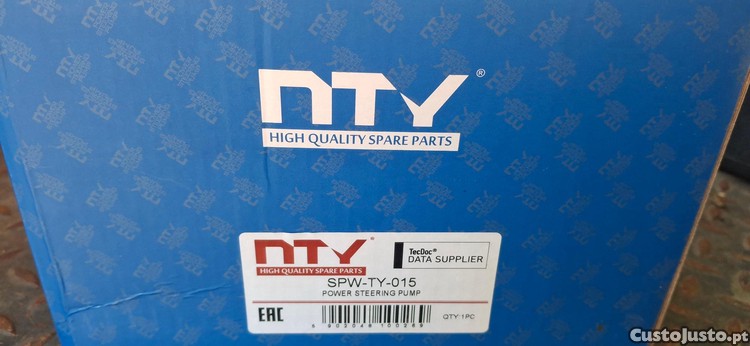 NTY®
HIGH QUALITY SPARE PARTS
NTY®
HIGH QUALITY SPARE PARTS
TecDoc®
DATA SUPPLIER
SPW-TY-015
POWER STEERING PUMP
EAC
QTY:1PC
CustoJusto.pt